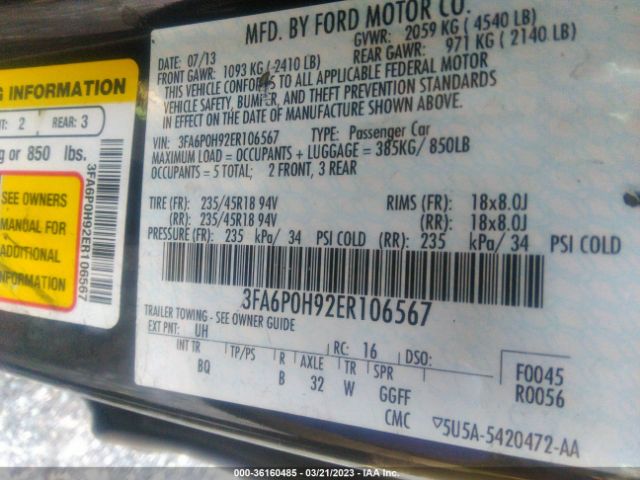 MFD. BY FORD MOTOR CO.
DATE: 07/13 GVWR: 2059 KG ( 4540 LB)
FRONT GAWR: 1093 KG ( 2410 LB) REAR GAWR: 971 KG ( 2140 LB)
THIS VEHICLE CONFORMS TO ALL APPLICABLE FEDERAL MOTOR
VEHICLE SAFETY, BUMPER, AND THEFT PREVENTION STANDARDS
IN EFFECT ON THE DATE OF MANUFACTURE SHOWN ABOVE.
VIN: 3FA6P0H92ER106567 TYPE: Passenger Car
MAXIMUM LOAD = OCCUPANTS + LUGGAGE = 385KG/ 850LB
OCCUPANTS = 5 TOTAL; 2 FRONT, 3 REAR
TIRE (FR): 235/45R18 94V RIMS (FR): 18x8.0J
(RR): 235/45R18 94V (RR): 18x8.0J
PRESSURE (FR): 235 kPa/ 34 PSI COLD (RR): 235 kPa/ 34 PSI COLD
3FA6P0H92ER106567
TRAILER TOWING - SEE OWNER GUIDE
EXT PNT: UH RC: 16 DSO:
INT TR TP/PS R AXLE TR SPR
BQ B 32 W GGFF
CMC
F0045
R0056
▽5U5A-5420472-AA
INFORMATION
2 REAR: 3
or 850 lbs.
SEE OWNERS
MANUAL FOR
ADDITIONAL
INFORMATION
3FA6P0H92ER106567
000-36160485 - 03/21/2023 - IAA Inc.